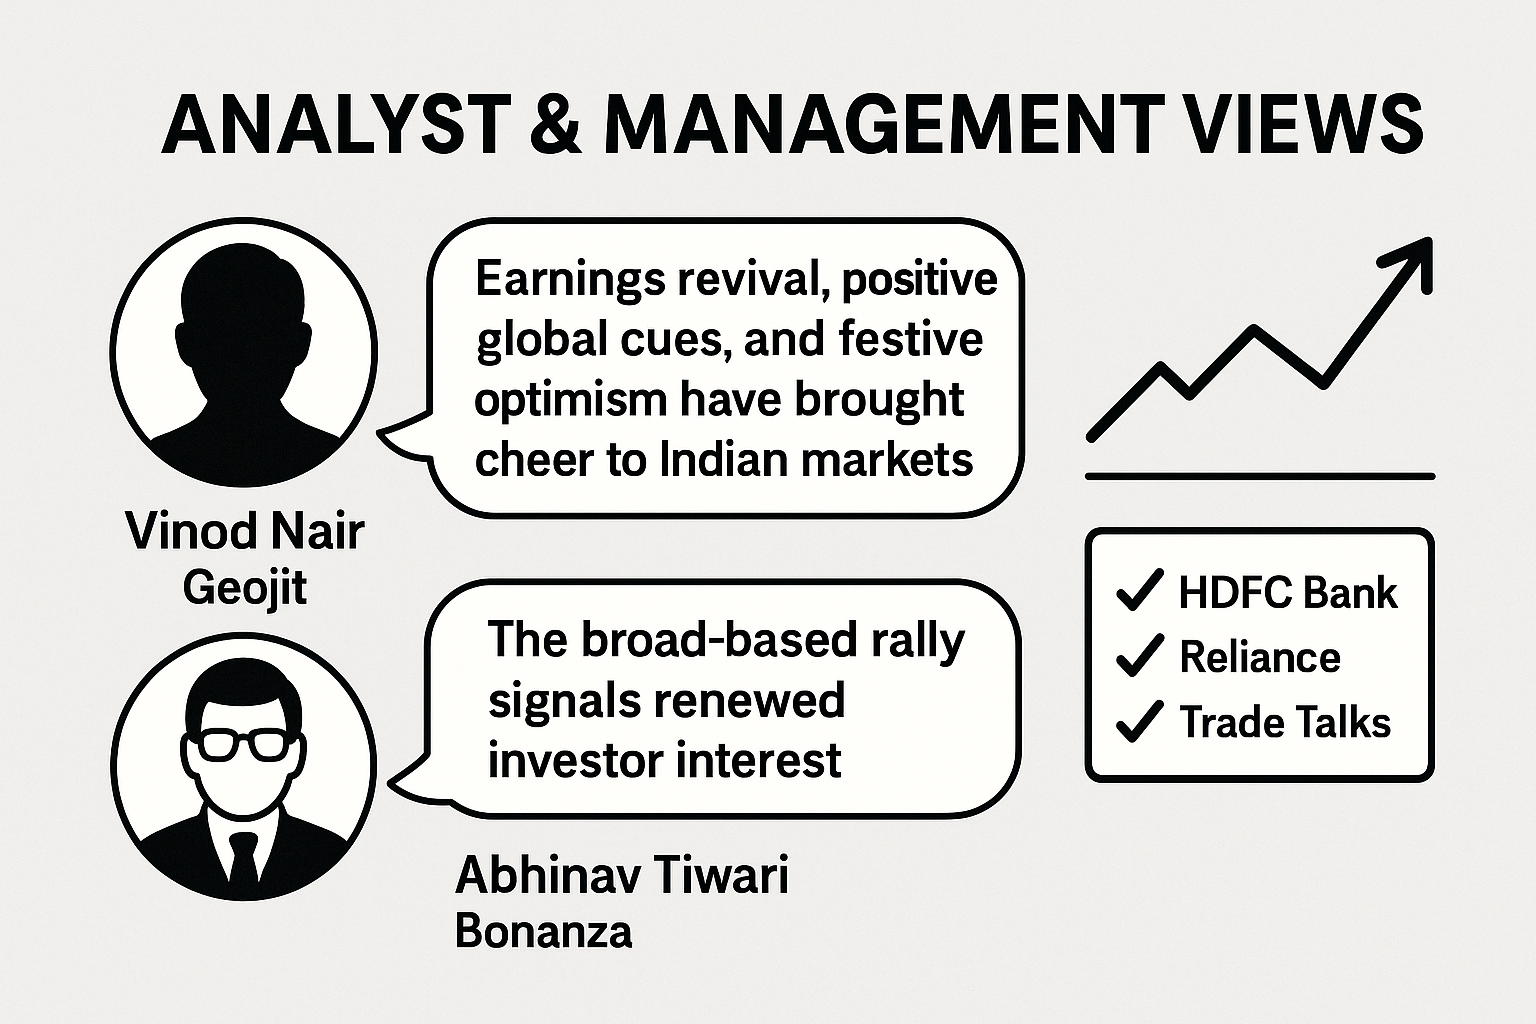 ANALYST & MANAGEMENT VIEWS
Earnings revival, positive
global cues, and festive
optimism have brought
cheer to Indian markets
Vinod Nair
Geojit
The broad-based rally
signals renewed
investor interest
Abhinav Tiwari
Bonanza
HDFC Bank
Reliance
Trade Talks